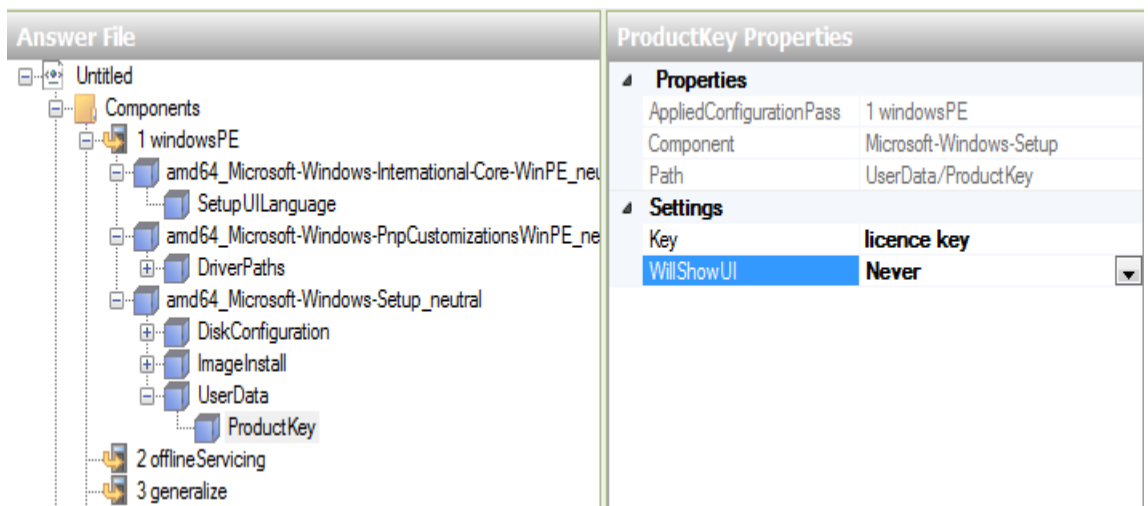 Answer File
Untitled
Components
1 windowsPE
amd64_Microsoft-Windows-International-Core-WinPE_neu
SetupUILanguage
amd64_Microsoft-Windows-PnpCustomizationsWinPE_ne
DriverPaths
amd64_Microsoft-Windows-Setup_neutral
DiskConfiguration
ImageInstall
UserData
ProductKey
2 offlineServicing
3 generalize
ProductKey Properties
Properties
AppliedConfigurationPass 1 windowsPE
Component Microsoft-Windows-Setup
Path UserData/ProductKey
Settings
Key licence key
WillShowUI Never